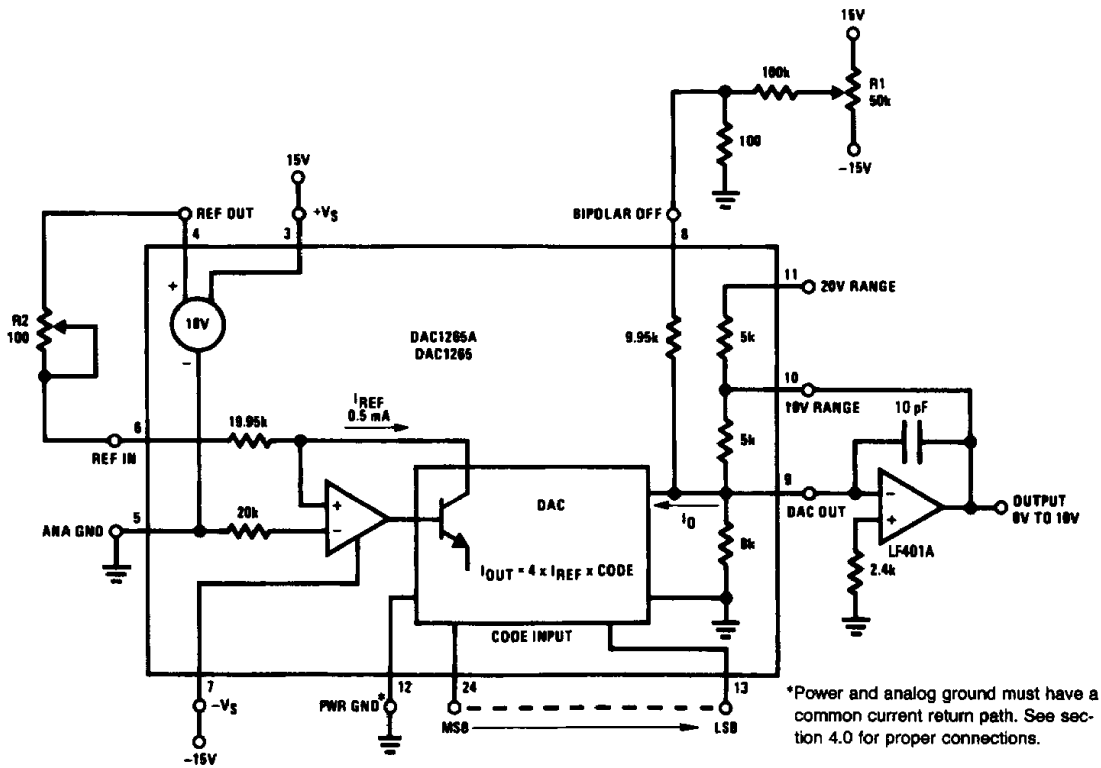 15V
100k
R1
50k
100
-15V
15V
REF OUT
+VS
BIPOLAR OFF
4
3
8
11
20V RANGE
+
10V
-
R2
100
DAC1265A
DAC1265
9.95k
5k
10
10V RANGE
10 pF
6
19.95k
IREF
0.5 mA
5k
REF IN
9
DAC OUT
+
-
DAC
IO
-
+
OUTPUT
0V TO 10V
5
ANA GND
20k
8k
LF401A
IOUT = 4 x IREF x CODE
2.4k
CODE INPUT
7
12
24
13
-VS
PWR GND*
MSB
LSB
-15V
*Power and analog ground must have a
common current return path. See sec-
tion 4.0 for proper connections.